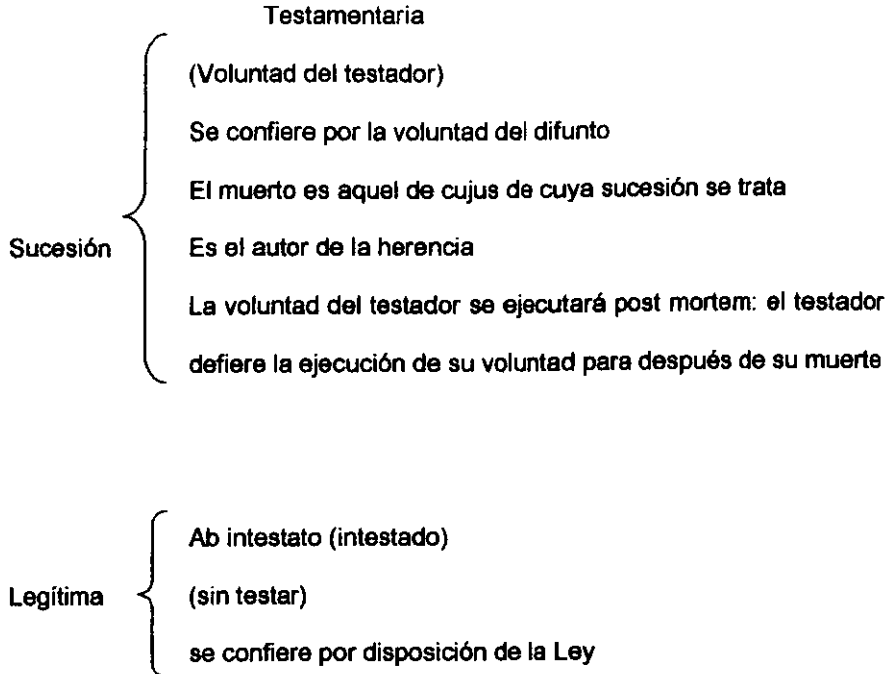 Testamentaria
(Voluntad del testador)
Se confiere por la voluntad del difunto
El muerto es aquel de cujus de cuya sucesión se trata
Sucesión
Es el autor de la herencia
La voluntad del testador se ejecutará post mortem: el testador
defiere la ejecución de su voluntad para después de su muerte
Ab intestato (intestado)
Legítima
(sin testar)
se confiere por disposición de la Ley